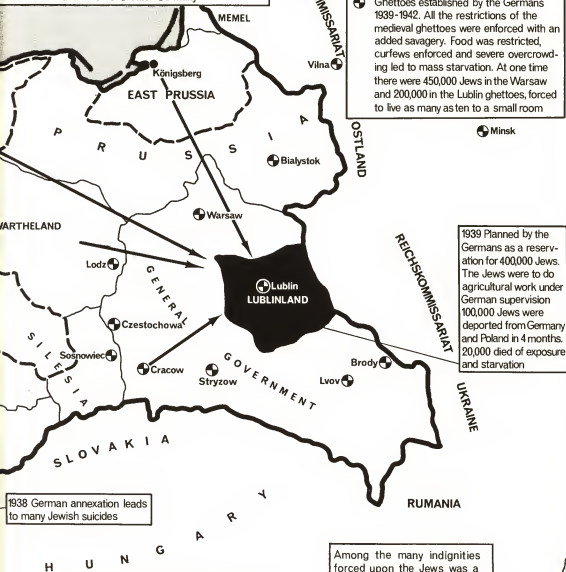 MEMEL
MMISSARIAT
Ghettoes established by the Germans
1939-1942. All the restrictions of the
medieval ghettoes were enforced with an
added savagery. Food was restricted,
curfews enforced and severe overcrowd-
ing led to mass starvation. At one time
there were 450,000 Jews in the Warsaw
and 200,000 in the Lublin ghettoes, forced
to live as many as ten to a small room
Vilna
Königsberg
EAST PRUSSIA
Minsk
OSTLAND
PRUSSIA
Bialystok
Warsaw
WARTHELAND
Lodz
GENERAL
GOVERNMENT
Lublin
LUBLINLAND
REICHSKOMMISSARIAT
UKRAINE
1939 Planned by the
Germans as a reserv-
ation for 400,000 Jews.
The Jews were to do
agricultural work under
German supervision
100,000 Jews were
deported from Germany
and Poland in 4 months.
20,000 died of exposure
and starvation
Czestochowa
SILESIA
Sosnowiec
Cracow
Stryzow
Brody
Lvov
SLOVAKIA
1938 German annexation leads
to many Jewish suicides
RUMANIA
HUNGARY
Among the many indignities
forced upon the Jews was a